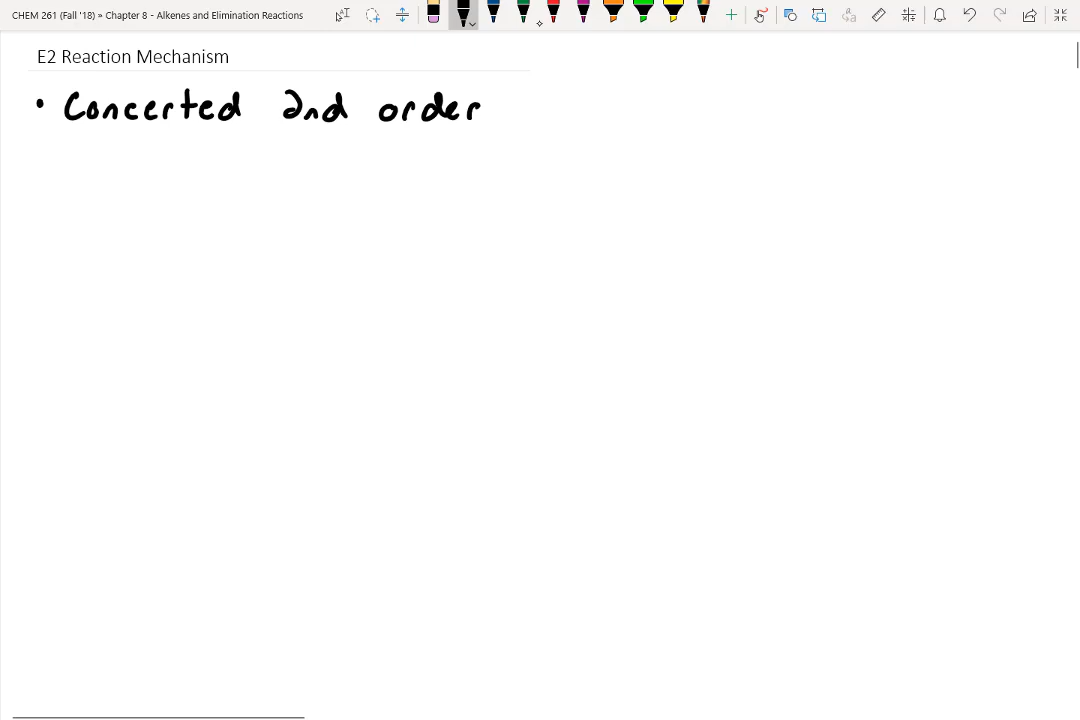 CHEM 261 (Fall '18) » Chapter 8 - Alkenes and Elimination Reactions
E2 Reaction Mechanism
• Concerted 2nd order